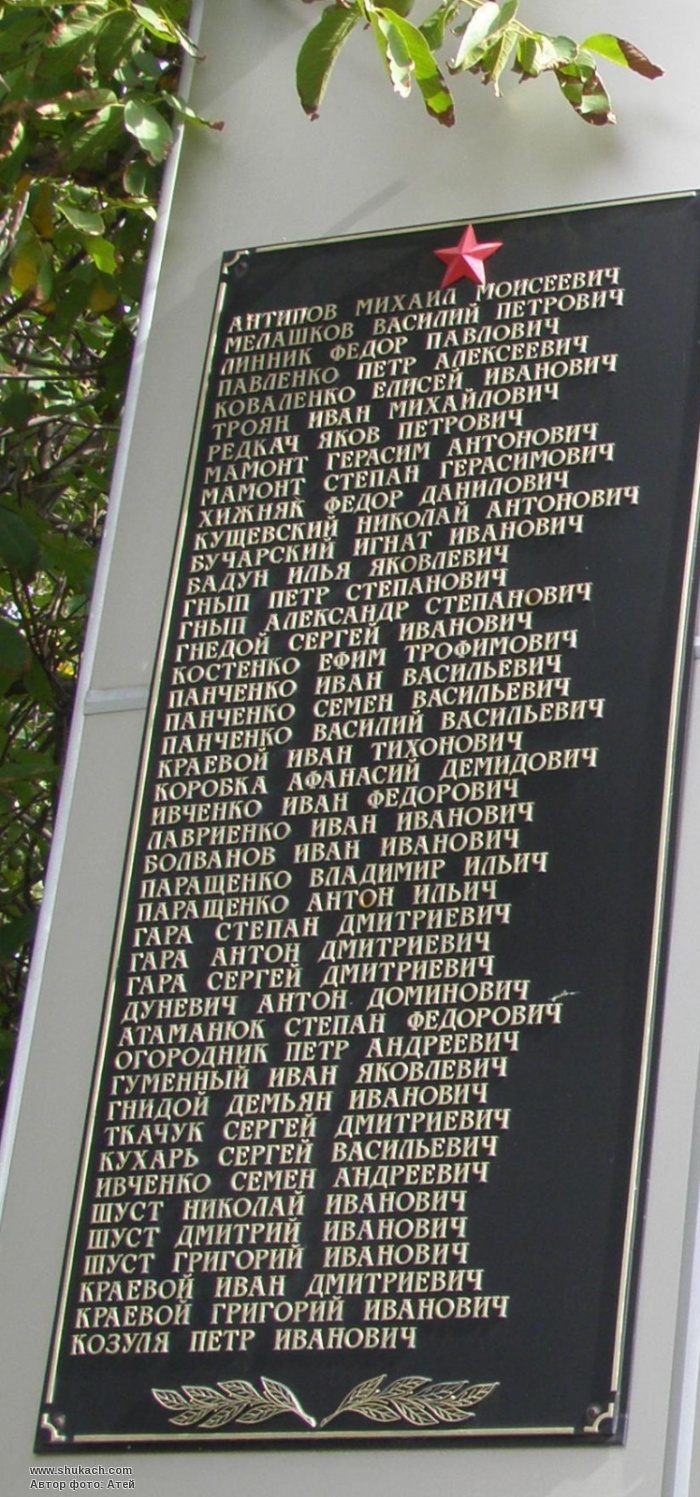 АНТИПОВ МИХАИЛ МОИСЕЕВИЧ
МЕЛАШКОВ ВАСИЛИЙ ПЕТРОВИЧ
ЛИННИК ФЕДОР ПАВЛОВИЧ
ПАВЛЕНКО ПЕТР АЛЕКСЕЕВИЧ
КОВАЛЕНКО ЕЛИСЕЙ ИВАНОВИЧ
ТРОЯН ИВАН МИХАЙЛОВИЧ
РЕДКАЧ ЯКОВ ПЕТРОВИЧ
МАМОНТ ГЕРАСИМ АНТОНОВИЧ
МАМОНТ СТЕПАН ГЕРАСИМОВИЧ
ХИЖНЯК ФЕДОР ДАНИЛОВИЧ
КУЩЕВСКИЙ НИКОЛАЙ АНТОНОВИЧ
БУЧАРСКИЙ ИГНАТ ИВАНОВИЧ
БАДУН ИЛЬЯ ЯКОВЛЕВИЧ
ГНЫП ПЕТР СТЕПАНОВИЧ
ГНЫП АЛЕКСАНДР СТЕПАНОВИЧ
ГНЕДОЙ СЕРГЕЙ ИВАНОВИЧ
КОСТЕНКО ЕФИМ ТРОФИМОВИЧ
ПАНЧЕНКО ИВАН ВАСИЛЬЕВИЧ
ПАНЧЕНКО СЕМЕН ВАСИЛЬЕВИЧ
ПАНЧЕНКО ВАСИЛИЙ ВАСИЛЬЕВИЧ
КРАЕВОЙ ИВАН ТИХОНОВИЧ
КОРОБКА АФАНАСИЙ ДЕМИДОВИЧ
ИВЧЕНКО ИВАН ФЕДОРОВИЧ
ЛАВРИЕНКО ИВАН ИВАНОВИЧ
БОЛВАНОВ ИВАН ИВАНОВИЧ
ПАРАЩЕНКО ВЛАДИМИР ИЛЬИЧ
ПАРАЩЕНКО АНТОН ИЛЬИЧ
ГАРА СТЕПАН ДМИТРИЕВИЧ
ГАРА АНТОН ДМИТРИЕВИЧ
ГАРА СЕРГЕЙ ДМИТРИЕВИЧ
ДУНЕВИЧ АНТОН ДОМИНОВИЧ
АТАМАНЮК СТЕПАН ФЕДОРОВИЧ
ОГОРОДНИК ПЕТР АНДРЕЕВИЧ
ГУМЕННЫЙ ИВАН ЯКОВЛЕВИЧ
ГНИДОЙ ДЕМЬЯН ИВАНОВИЧ
ТКАЧУК СЕРГЕЙ ДМИТРИЕВИЧ
КУХАРЬ СЕРГЕЙ ВАСИЛЬЕВИЧ
ИВЧЕНКО СЕМЕН АНДРЕЕВИЧ
ШУСТ НИКОЛАЙ ИВАНОВИЧ
ШУСТ ДМИТРИЙ ИВАНОВИЧ
ШУСТ ГРИГОРИЙ ИВАНОВИЧ
КРАЕВОЙ ИВАН ДМИТРИЕВИЧ
КРАЕВОЙ ГРИГОРИЙ ИВАНОВИЧ
КОЗУЛЯ ПЕТР ИВАНОВИЧ
www.shukach.com
Автор фото: Атей